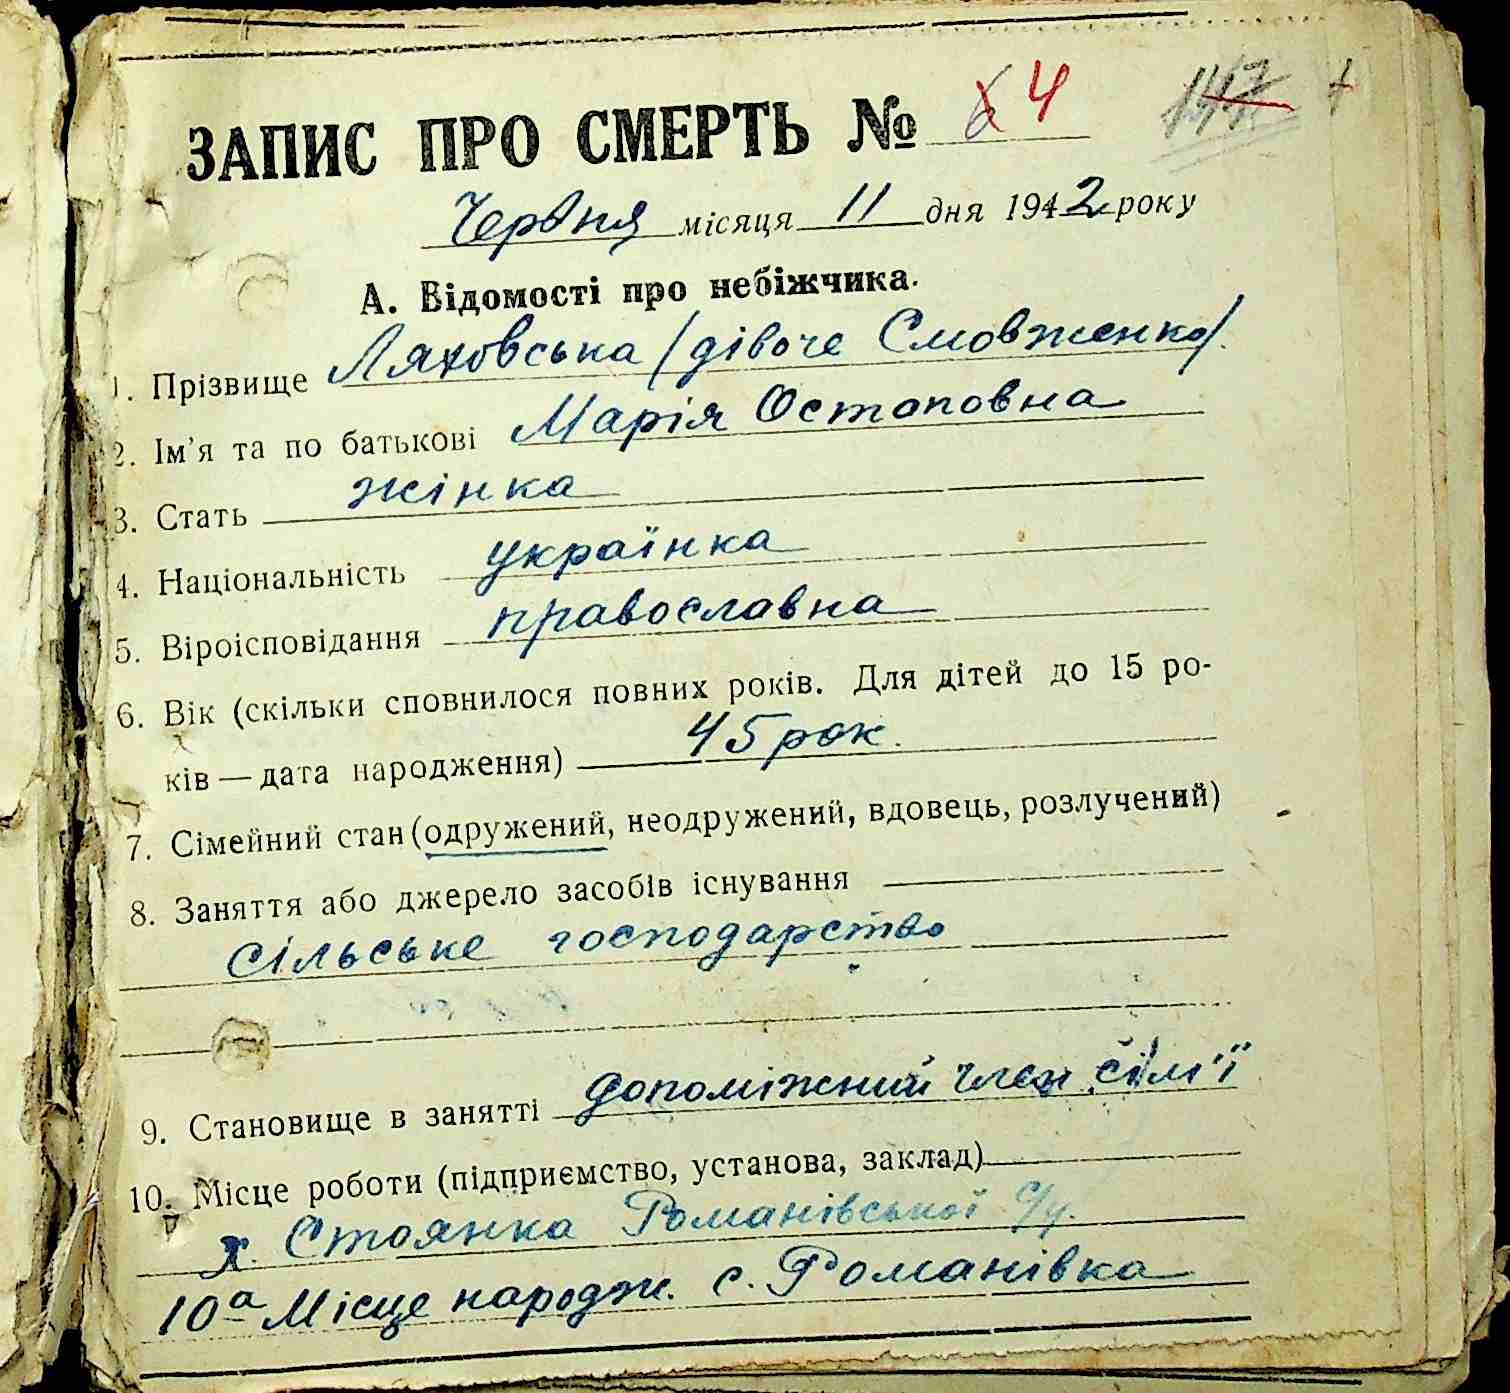 ЗАПИС ПРО СМЕРТЬ № 4
Червня місяця 11 дня 1942 року
А. Відомості про небіжчика.
1. Прізвище Ляховська /дівоче Смовженко/.
2. Ім'я та по батькові Марія Остаповна
3. Стать жінка
4. Національність українка
5. Віроісповідання православна
6. Вік (скільки сповнилося повних років. Для дітей до 15 ро-
ків — дата народження) 45 рок.
7. Сімейний стан (одружений, неодружений, вдовець, розлучений)
8. Заняття або джерело засобів існування
сільське господарство
9. Становище в занятті допоміжний член сім'ї
10. Місце роботи (підприємство, установа, заклад)
х. Стоянка Романівської с/у.
10а Місце народж. с. Романівка